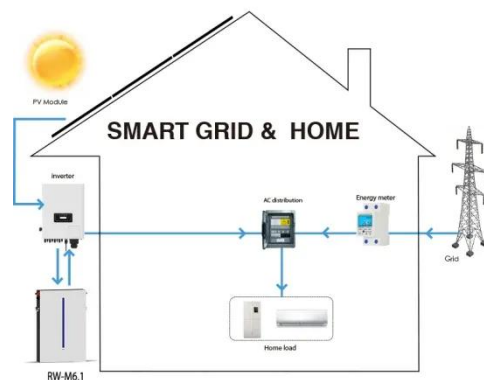 PV Module
SMART GRID & HOME
Inverter
AC distribution
Energy meter
Grid
Home load
RW-M6.1